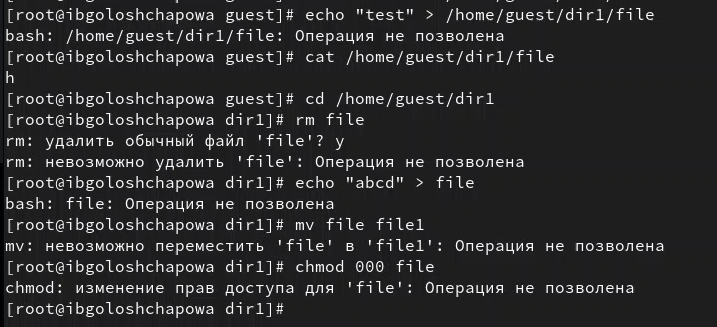 [root@ibgoloshchapowa guest]# echo "test" > /home/guest/dir1/file
bash: /home/guest/dir1/file: Операция не позволена
[root@ibgoloshchapowa guest]# cat /home/guest/dir1/file
h
[root@ibgoloshchapowa guest]# cd /home/guest/dir1
[root@ibgoloshchapowa dir1]# rm file
rm: удалить обычный файл 'file'? y
rm: невозможно удалить 'file': Операция не позволена
[root@ibgoloshchapowa dir1]# echo "abcd" > file
bash: file: Операция не позволена
[root@ibgoloshchapowa dir1]# mv file file1
mv: невозможно переместить 'file' в 'file1': Операция не позволена
[root@ibgoloshchapowa dir1]# chmod 000 file
chmod: изменение прав доступа для 'file': Операция не позволена
[root@ibgoloshchapowa dir1]#